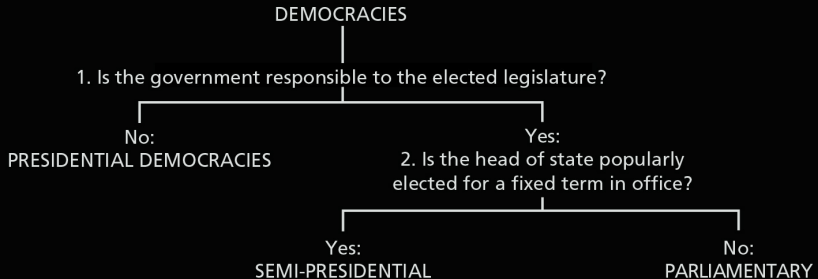 DEMOCRACIES
1. Is the government responsible to the elected legislature?
No:
PRESIDENTIAL DEMOCRACIES
Yes:
2. Is the head of state popularly
elected for a fixed term in office?
Yes:
SEMI-PRESIDENTIAL
No:
PARLIAMENTARY